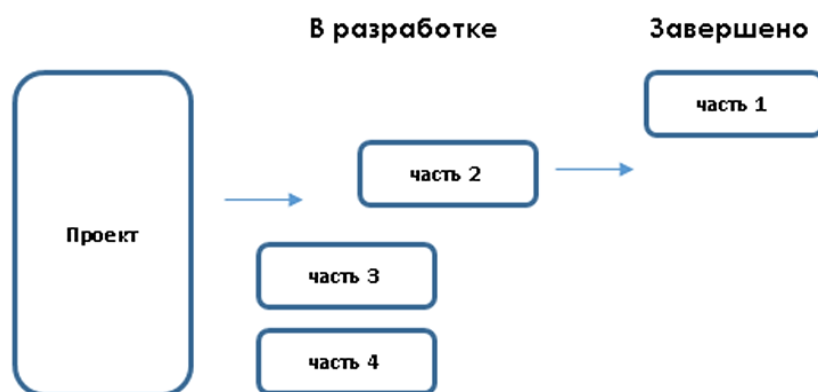 В разработке
Завершено
часть 1
часть 2
Проект
часть 3
часть 4